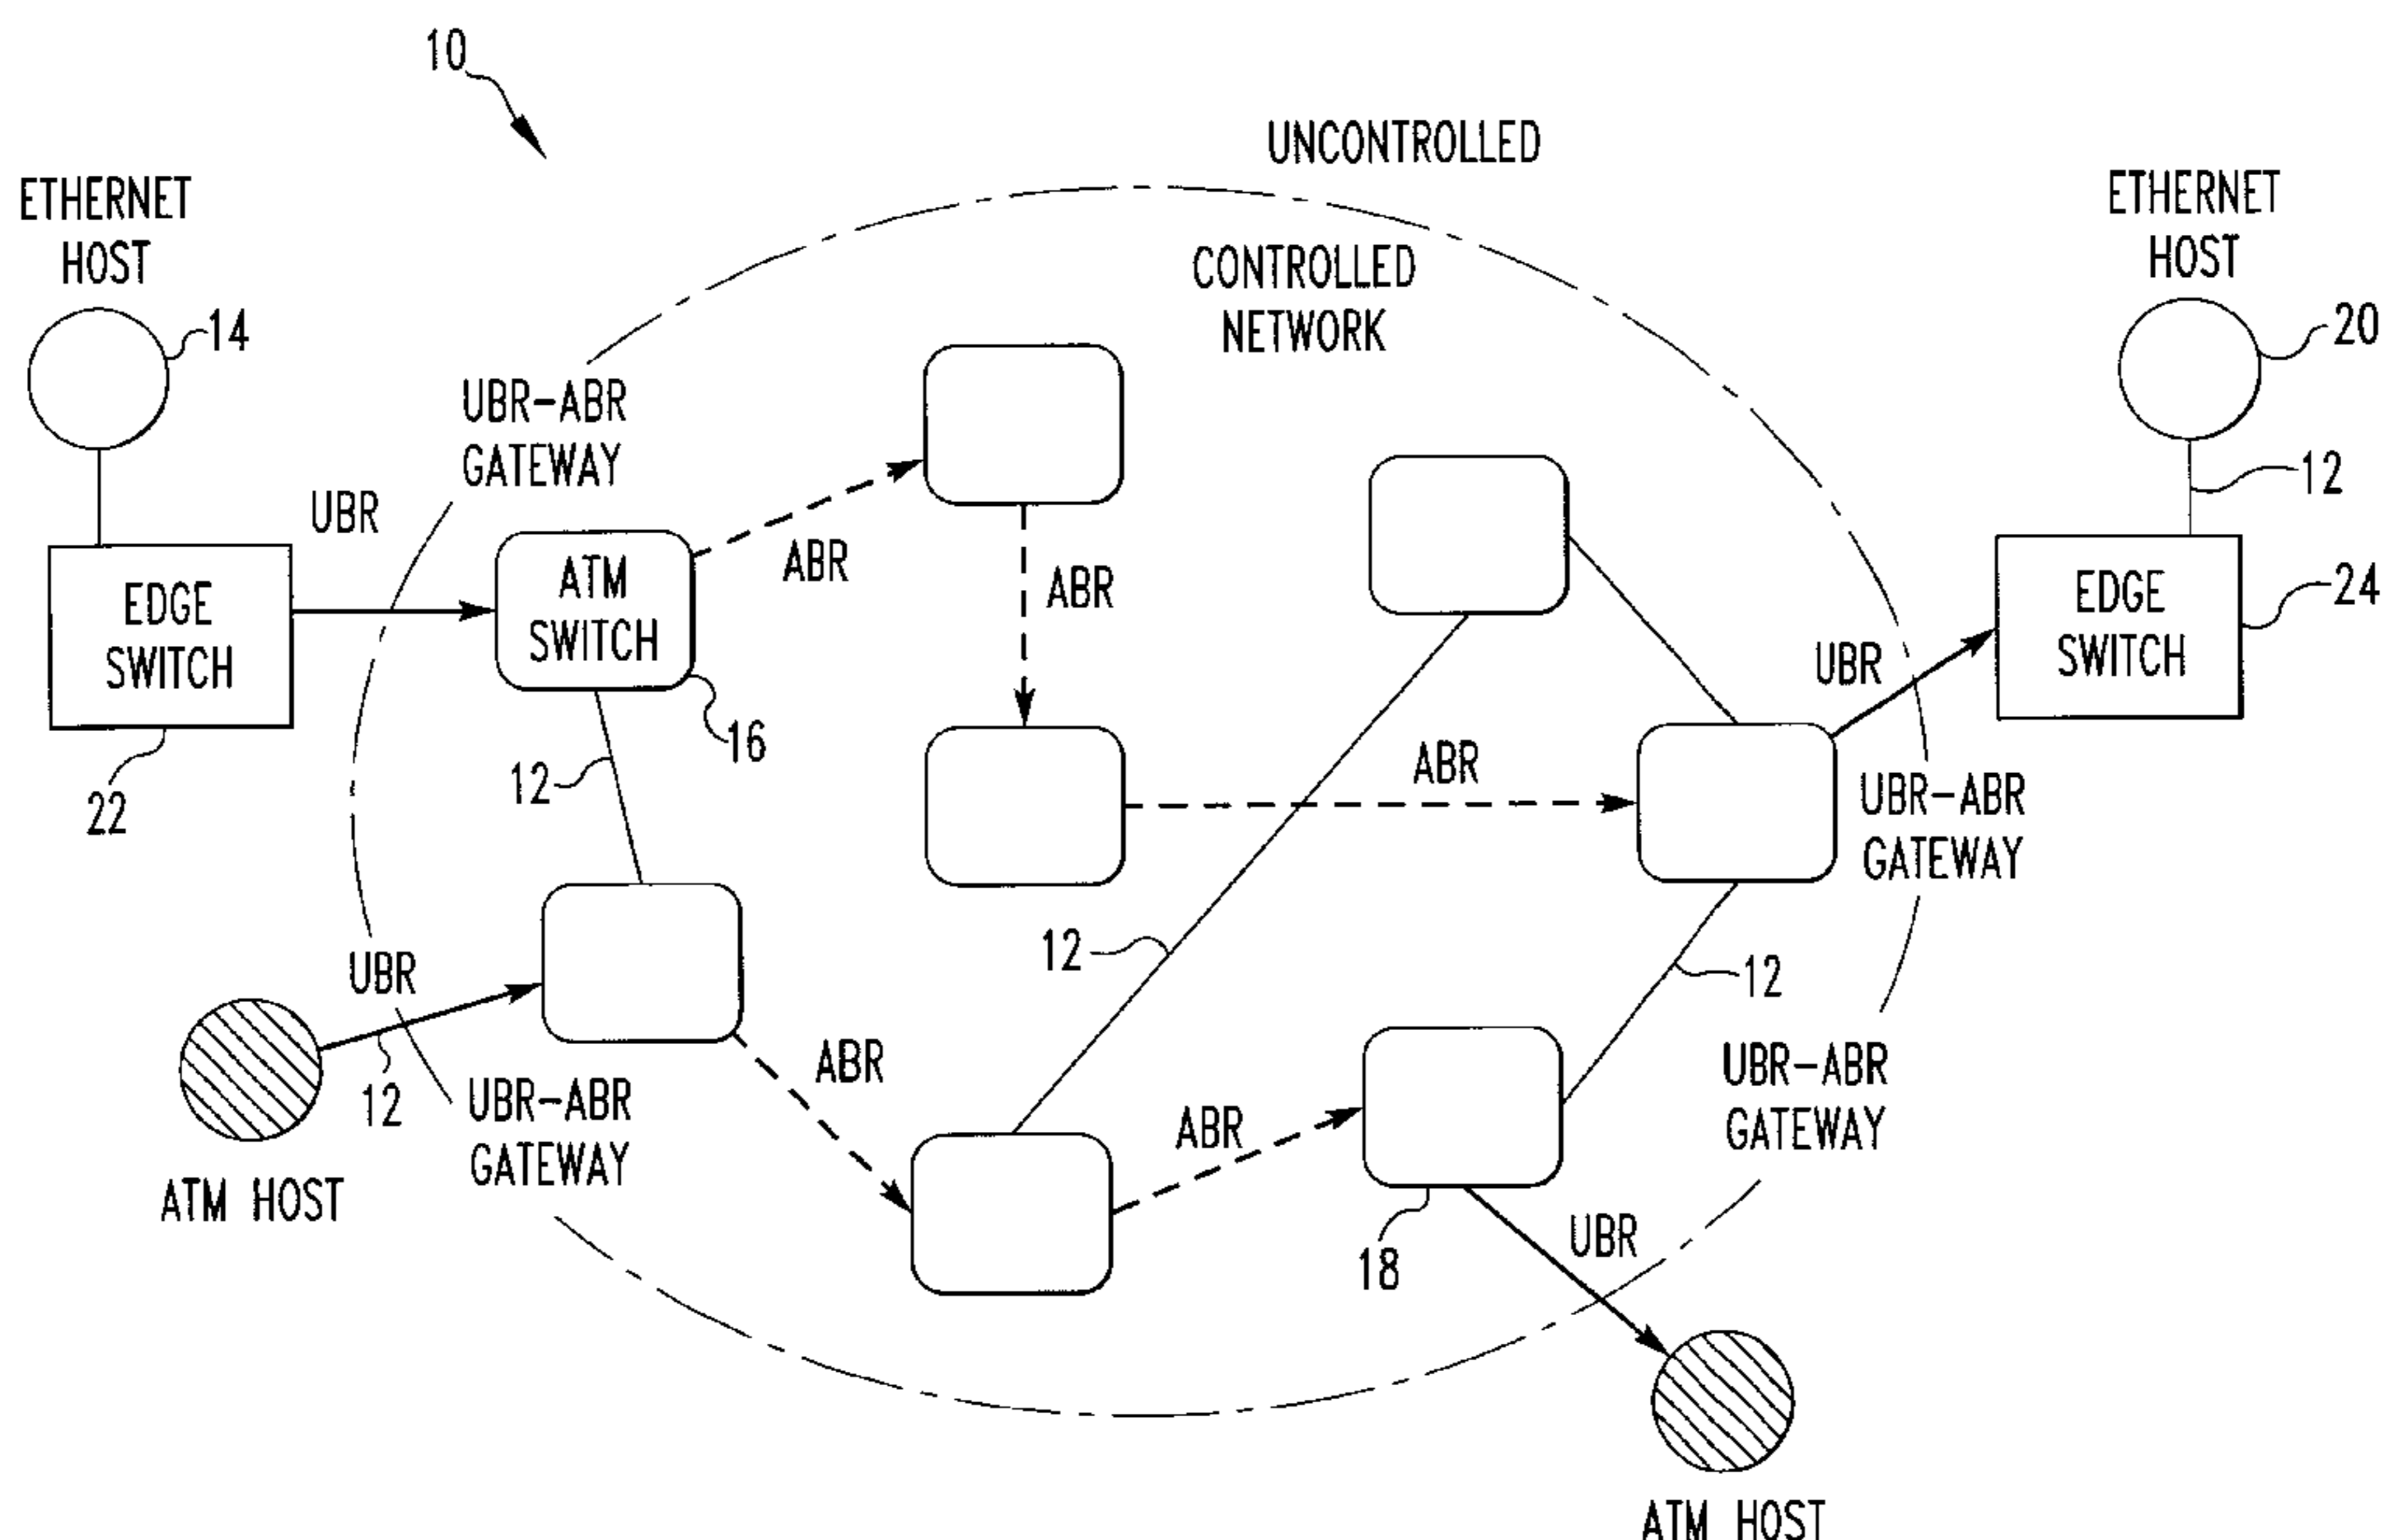 10
UNCONTROLLED
ETHERNET
HOST
ETHERNET
HOST
CONTROLLED
NETWORK
14
20
UBR-ABR
GATEWAY
UBR
12
ABR
ATM
SWITCH
ABR
EDGE
SWITCH
EDGE
SWITCH
24
UBR
16
12
ABR
22
UBR-ABR
GATEWAY
12
12
UBR
12
ABR
UBR-ABR
GATEWAY
UBR-ABR
GATEWAY
ABR
ATM HOST
18
UBR
ATM HOST